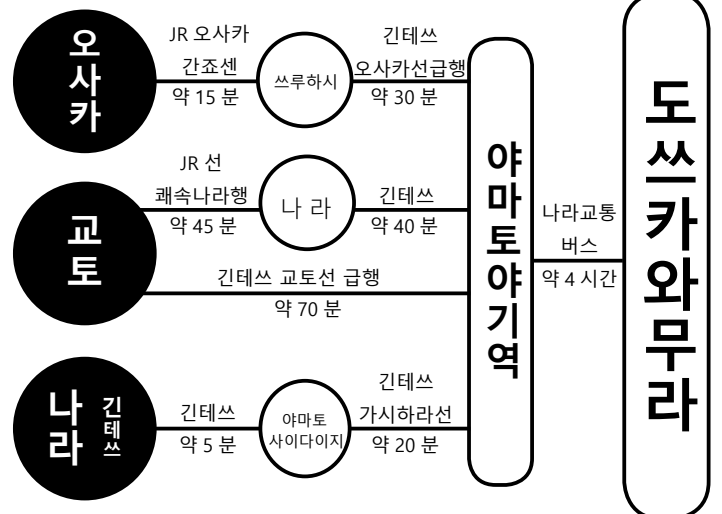 오사카
JR 오사카
간죠센
약 15 분
쓰루하시
긴테쓰
오사카선급행
약 30 분
교토
JR 선
쾌속나라행
약 45 분
나 라
긴테쓰
약 40 분
긴테쓰 교토선 급행
약 70 분
나라
긴테쓰
긴테쓰
약 5 분
야마토
사이다이지
긴테쓰
가시하라선
약 20 분
야마토야기역
나라교통
버스
약 4 시간
도쓰카와무라